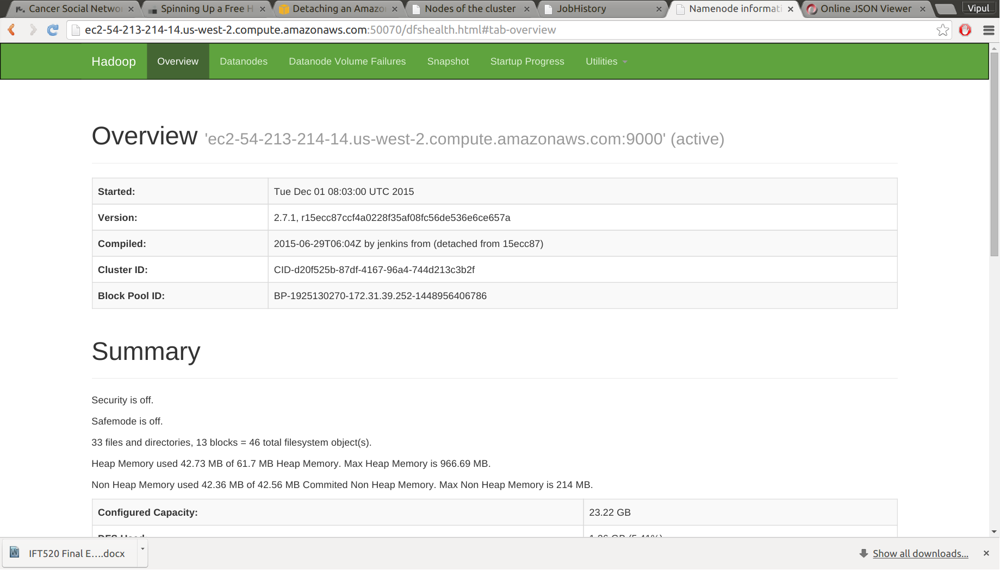 Cancer Social Netwo
Spinning Up a Free H
Detaching an Amazo
Nodes of the cluster
JobHistory
Namenode informati
Online JSON Viewer
Vipul
ec2-54-213-214-14.us-west-2.compute.amazonaws.com:50070/dfshealth.html#tab-overview
Hadoop Overview Datanodes Datanode Volume Failures Snapshot Startup Progress Utilities
Overview 'ec2-54-213-214-14.us-west-2.compute.amazonaws.com:9000' (active)
Started: Tue Dec 01 08:03:00 UTC 2015
Version: 2.7.1, r15ecc87ccf4a0228f35af08fc56de536e6ce657a
Compiled: 2015-06-29T06:04Z by jenkins from (detached from 15ecc87)
Cluster ID: CID-d20f525b-87df-4167-96a4-744d213c3b2f
Block Pool ID: BP-1925130270-172.31.39.252-1448956406786
Summary
Security is off.
Safemode is off.
33 files and directories, 13 blocks = 46 total filesystem object(s).
Heap Memory used 42.73 MB of 61.7 MB Heap Memory. Max Heap Memory is 966.69 MB.
Non Heap Memory used 42.36 MB of 42.56 MB Commited Non Heap Memory. Max Non Heap Memory is 214 MB.
Configured Capacity: 23.22 GB
DFS Used: 1.26 GB (5.41%)
IFT520 Final E....docx
Show all downloads...